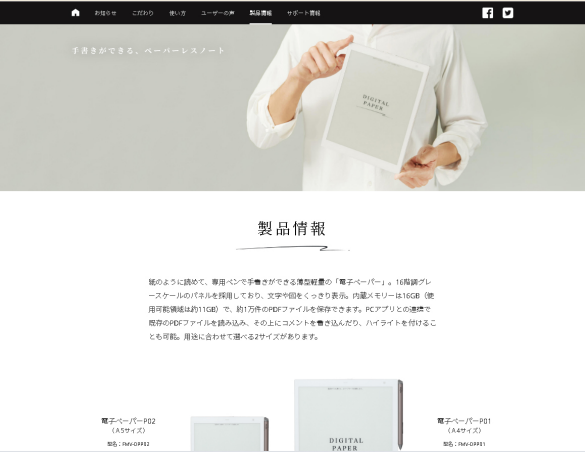 お知らせ
こだわり
使い方
ユーザーの声
製品情報
サポート情報
手書きができる、ペーパーレスノート
DIGITAL
PAPER
製品情報
紙のように読めて、専用ペンで手書きができる薄型軽量の「電子ペーパー」。16階調グレ
ースケールのパネルを採用しており、文字や図をくっきり表示。内蔵メモリーは16GB（使
用可能領域は約11GB）で、約1万件のPDFファイルを保存できます。PCアプリとの連携で
既存のPDFファイルを読み込み、その上にコメントを書き込んだり、ハイライトを付けるこ
とも可能。用途に合わせて選べる2サイズがあります。
電子ペーパーP02
（A5サイズ）
型名：FMV-DPP02
DIGITAL
電子ペーパーP01
（A4サイズ）
型名：FMV-DPP01